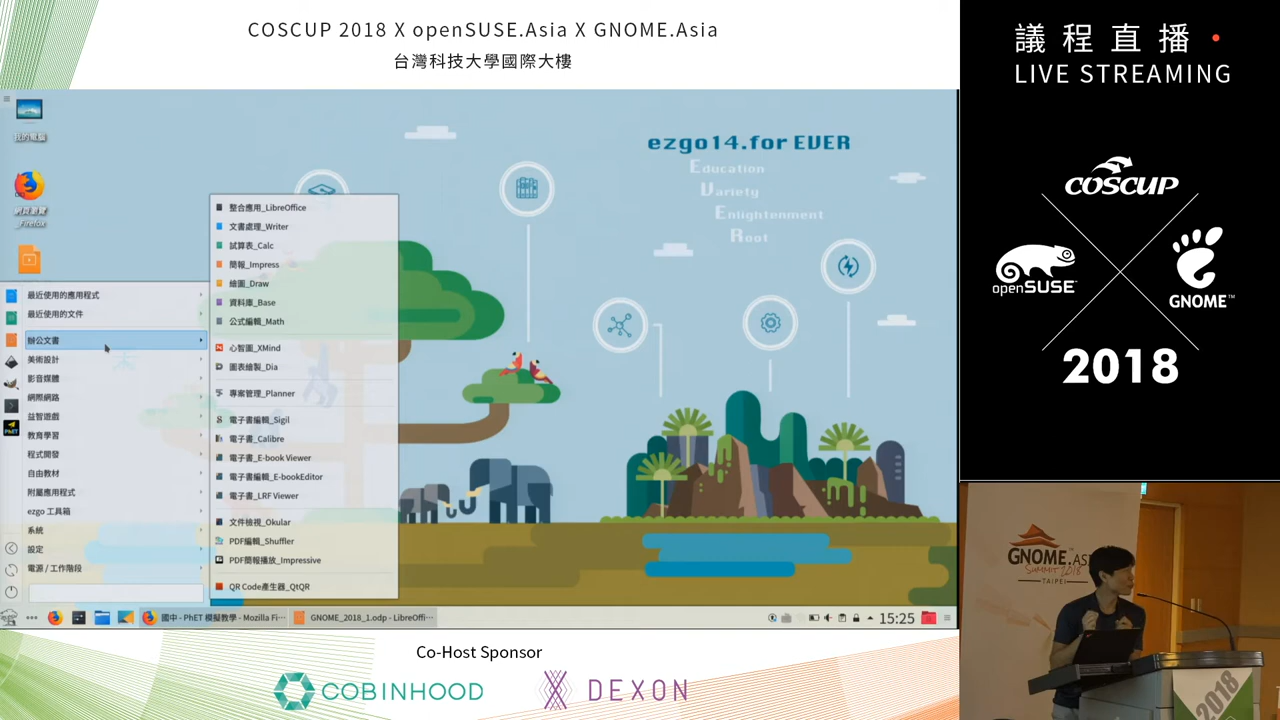 COSCUP 2018 X openSUSE.Asia X GNOME.Asia
台灣科技大學國際大樓
議程直播
LIVE STREAMING
COSCUP
openSUSE
GNOME™
2018
我的電腦
網頁瀏覽
_Firefox
ezgo14.for EVER
Education
Variety
Enlightenment
Root
最近使用的應用程式
最近使用的文件
辦公文書
美術設計
影音媒體
網際網路
益智遊戲
教育學習
程式開發
自由教材
附屬應用程式
ezgo 工具箱
系統
設定
電源 / 工作階段
PhET
整合應用_LibreOffice
文書處理_Writer
試算表_Calc
簡報_Impress
繪圖_Draw
資料庫_Base
公式編輯_Math
心智圖_XMind
圖表繪製_Dia
專案管理_Planner
電子書編輯_Sigil
電子書_Calibre
電子書_E-book Viewer
電子書編輯_E-bookEditor
電子書_LRF Viewer
文件檢視_Okular
PDF編輯_Shuffler
PDF簡報播放_Impressive
QR Code產生器_QtQR
國中 - PhET 模擬教學 - Mozilla Fi···
GNOME_2018_1.odp - LibreOffi···
15:25
GNOME™.ASIA
SUMMIT 2018
TAIPEI
2018
Co-Host Sponsor
COBINHOOD
DEXON